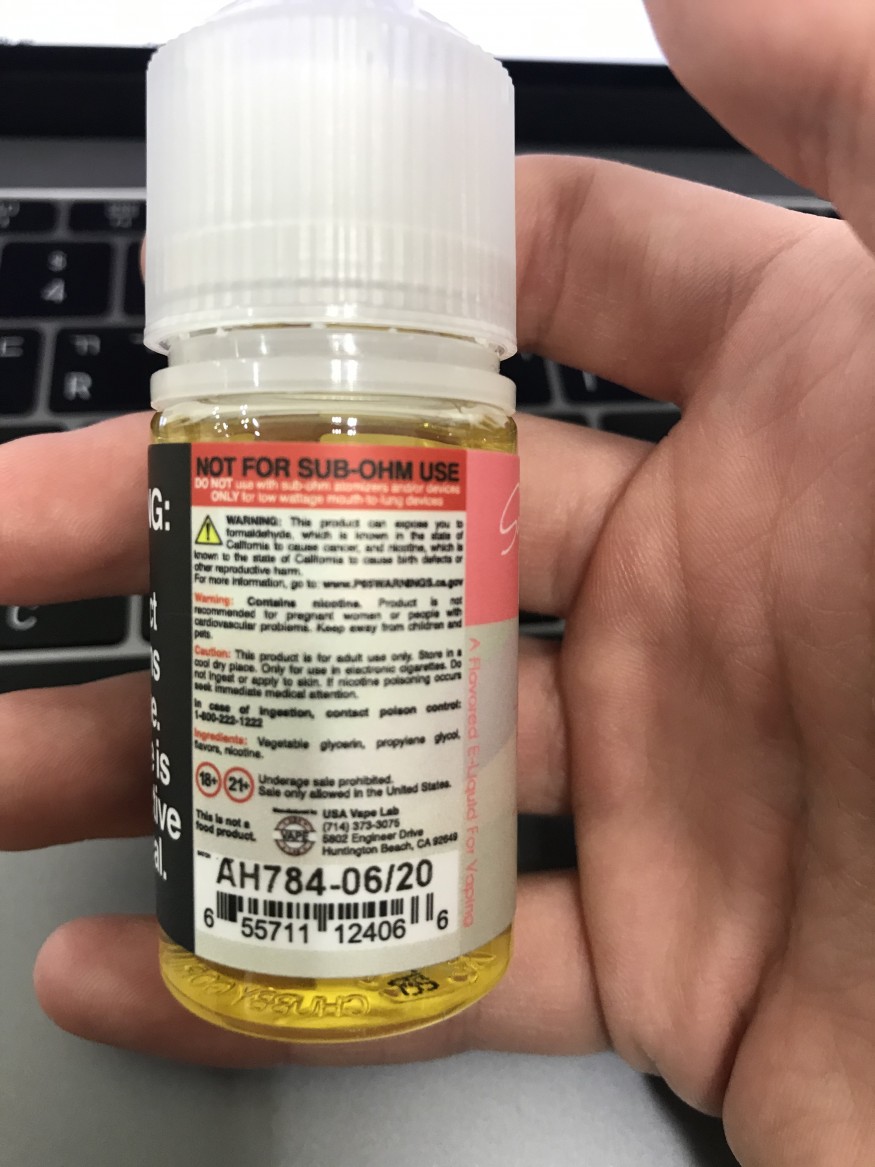 NOT FOR SUB-OHM USE
DO NOT use with sub-ohm atomizers and/or devices
ONLY for low wattage mouth-to-lung devices
WARNING: This product can expose you to
formaldehyde, which is known in the state of
California to cause cancer, and nicotine, which is
known to the state of California to cause birth defects or
other reproductive harm.
For more information, go to: www.P65WARNINGS.ca.gov
Warning: Contains nicotine. Product is not
recommended for pregnant women or people with
cardiovascular problems. Keep away from children and
pets.
Caution: This product is for adult use only. Store in a
cool dry place. Only for use in electronic cigarettes. Do
not ingest or apply to skin. If nicotine poisoning occurs
seek immediate medical attention.
In case of ingestion, contact poison control:
1-800-222-1222
Ingredients: Vegetable glycerin, propylene glycol,
flavors, nicotine.
18+ 21+ Underage sale prohibited.
Sale only allowed in the United States.
This is not a
food product.
Manufactured by
VAPE
USA Vape Lab
(714) 373-3075
5802 Engineer Drive
Huntington Beach, CA 92649
AH784-06/20
6 55711 12406 6
A Flavored E-Liquid For Vaping
NG:
ct
ns
e.
e is
tive
al.
4
E
R
C